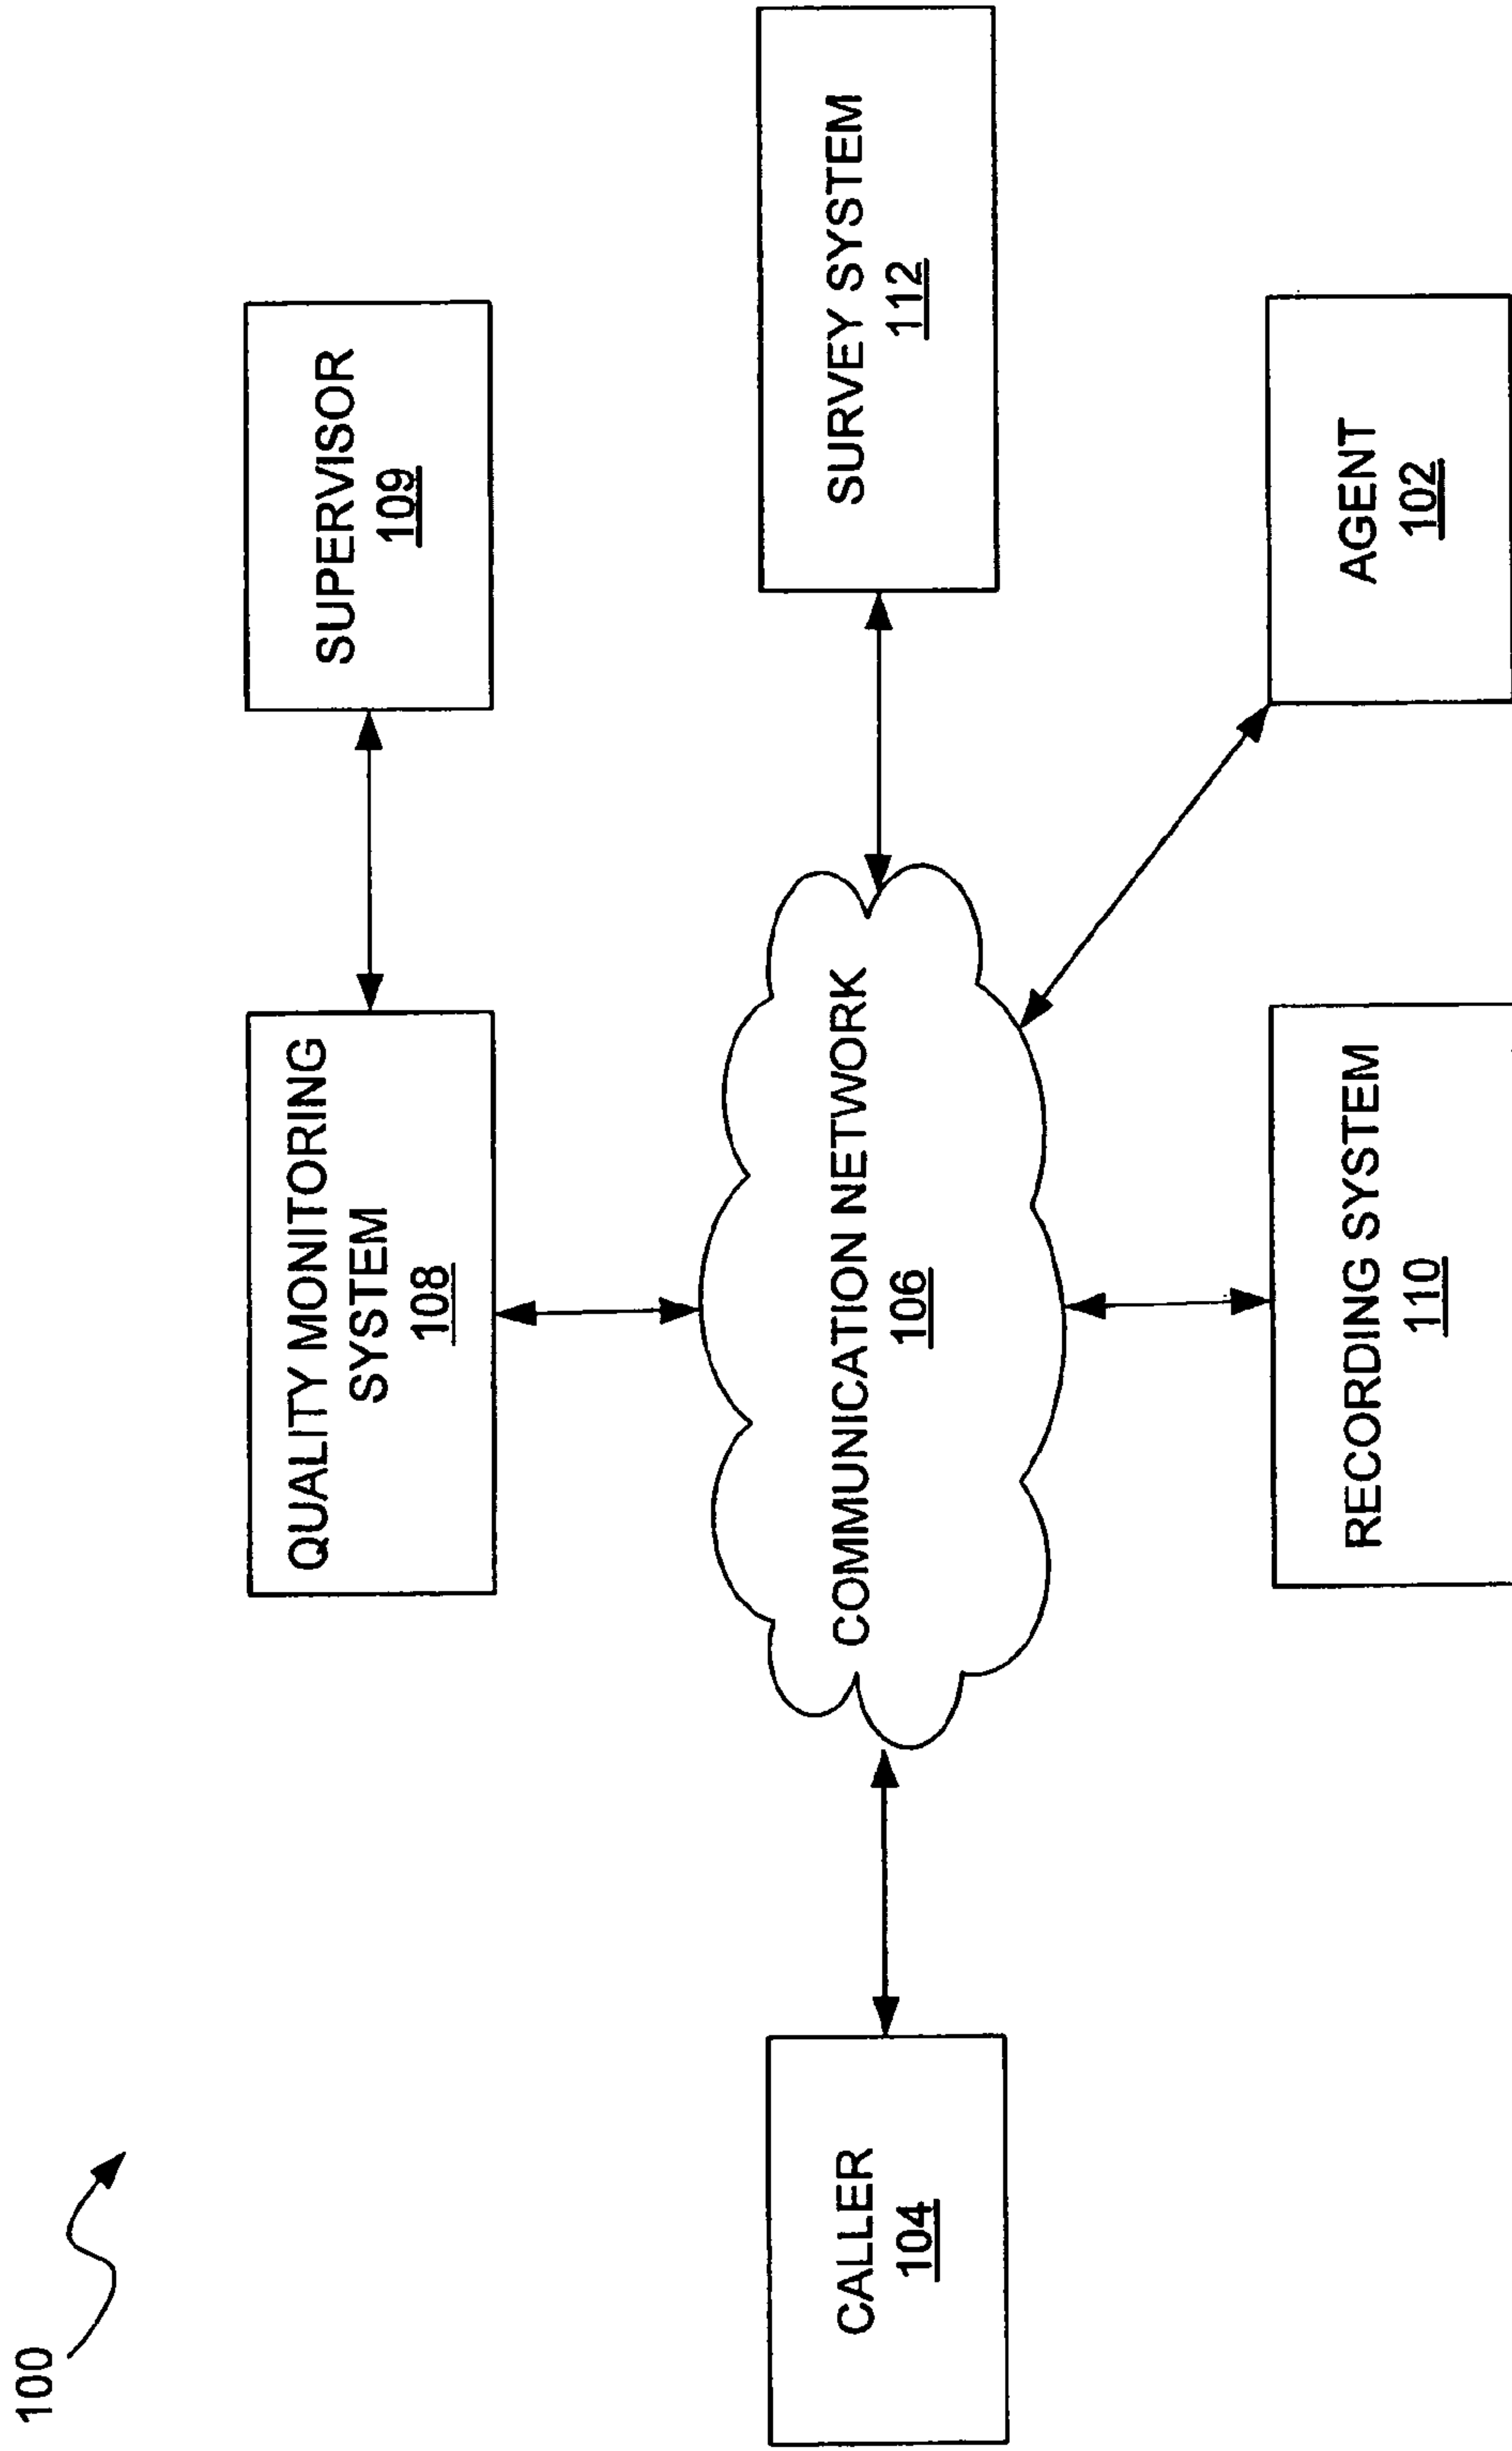 100
QUALITY MONITORING
SYSTEM
108
SUPERVISOR
109
CALLER
104
COMMUNICATION NETWORK
106
SURVEY SYSTEM
112
RECORDING SYSTEM
110
AGENT
102